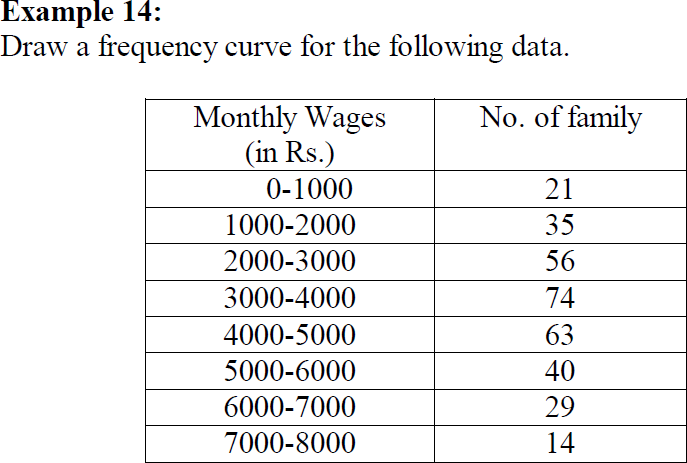 Example 14:
Draw a frequency curve for the following data.
Monthly Wages No. of family
(in Rs.)
0-1000 21
1000-2000 35
2000-3000 56
3000-4000 74
4000-5000 63
5000-6000 40
6000-7000 29
7000-8000 14